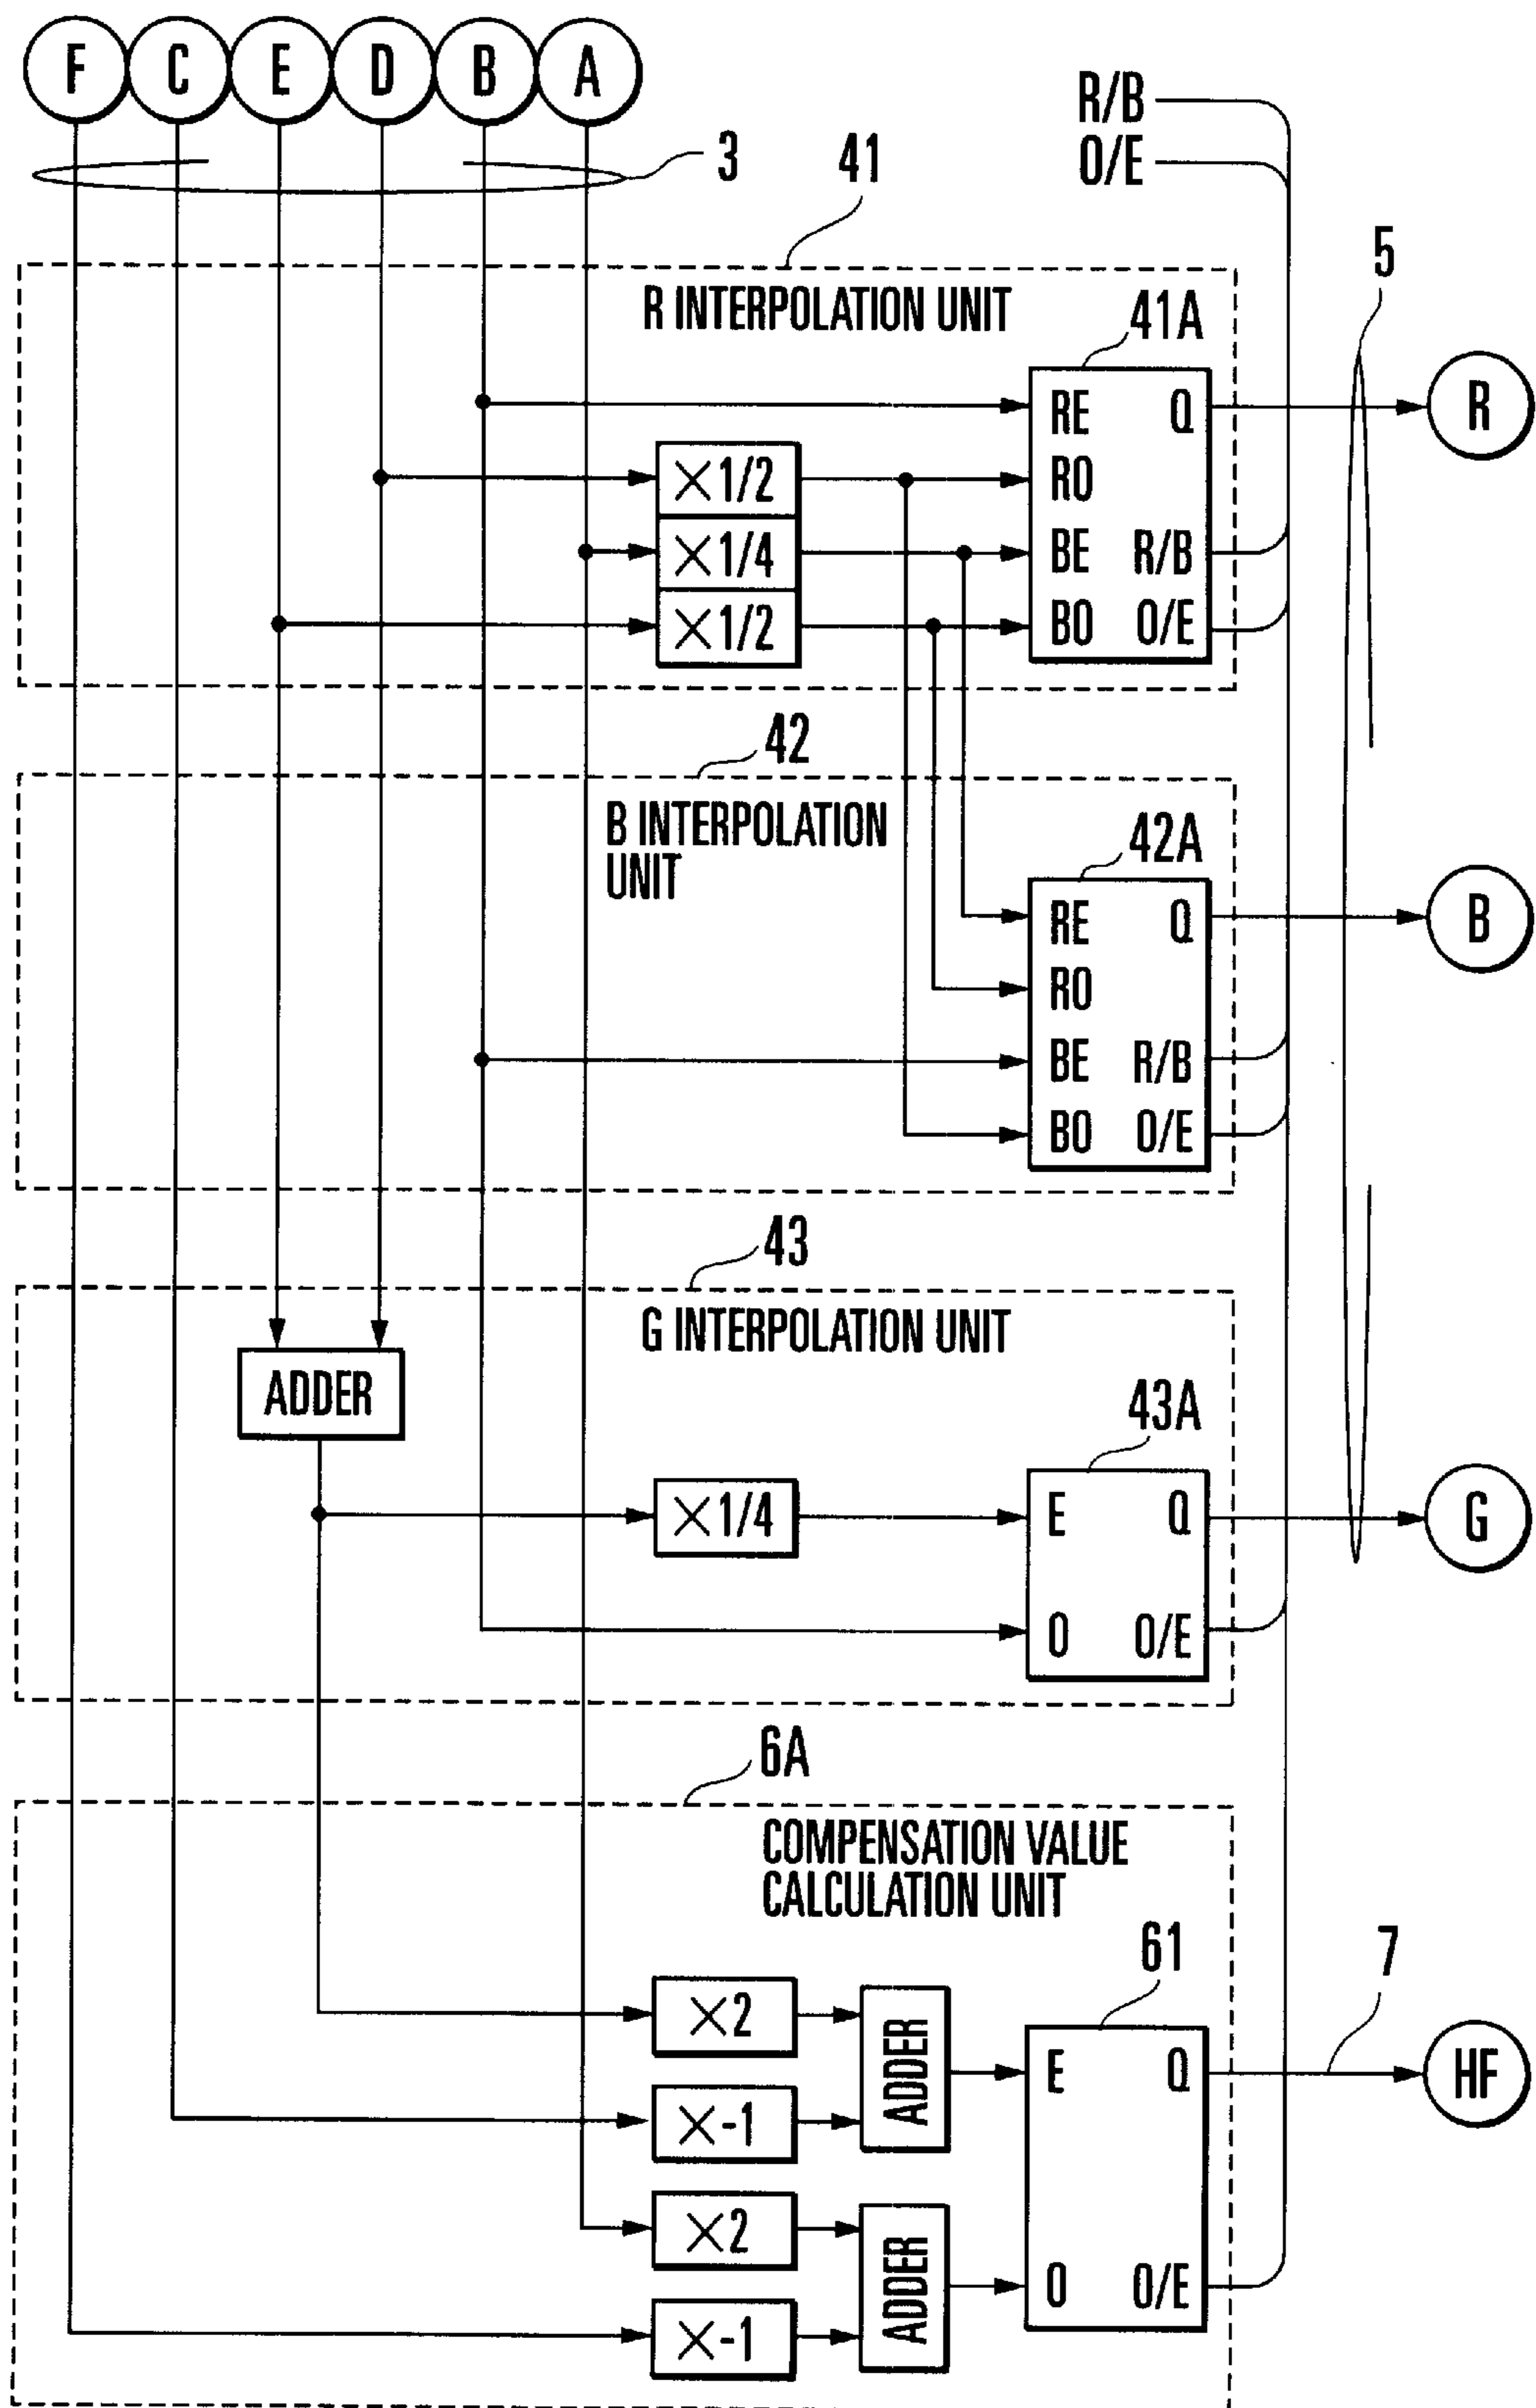 F C E D B A
R/B
O/E
3
41
5
R INTERPOLATION UNIT
41A
RE Q
R
×1/2
RO
×1/4
BE R/B
×1/2
BO O/E
42
B INTERPOLATION
UNIT
42A
RE Q
B
RO
BE R/B
BO O/E
43
G INTERPOLATION UNIT
ADDER
43A
×1/4
E Q
G
O O/E
6A
COMPENSATION VALUE
CALCULATION UNIT
61
7
×2
ADDER
E Q
HF
×-1
×2
ADDER
O O/E
×-1